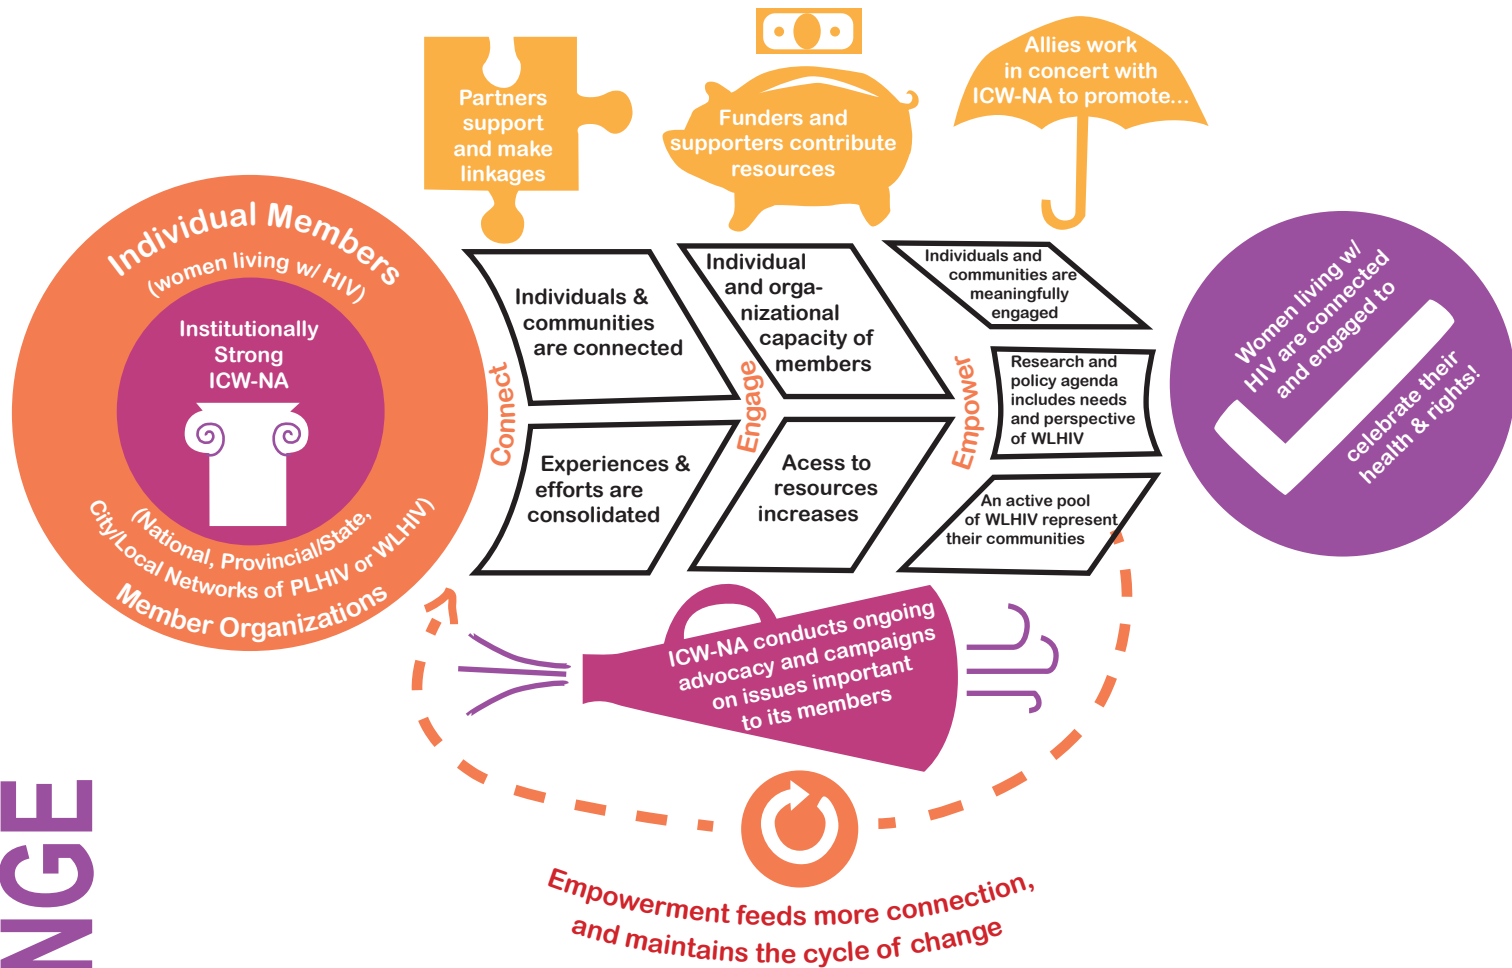 Partners
support
and make
linkages
Funders and
supporters contribute
resources
Allies work
in concert with
ICW-NA to promote...
Individual Members
(women living w/ HIV)
Institutionally
Strong
ICW-NA
(National, Provincial/State,
City/Local Networks of PLHIV or WLHIV)
Member Organizations
Connect
Individuals &
communities
are connected
Experiences &
efforts are
consolidated
Engage
Individual
and orga-
nizational
capacity of
members
Acess to
resources
increases
Empower
Individuals and
communities are
meaningfully
engaged
Research and
policy agenda
includes needs
and perspective
of WLHIV
An active pool
of WLHIV represent
their communities
Women living w/
HIV are connected
and engaged to
celebrate their
health & rights!
ICW-NA conducts ongoing
advocacy and campaigns
on issues important
to its members
Empowerment feeds more connection,
and maintains the cycle of change
NGE